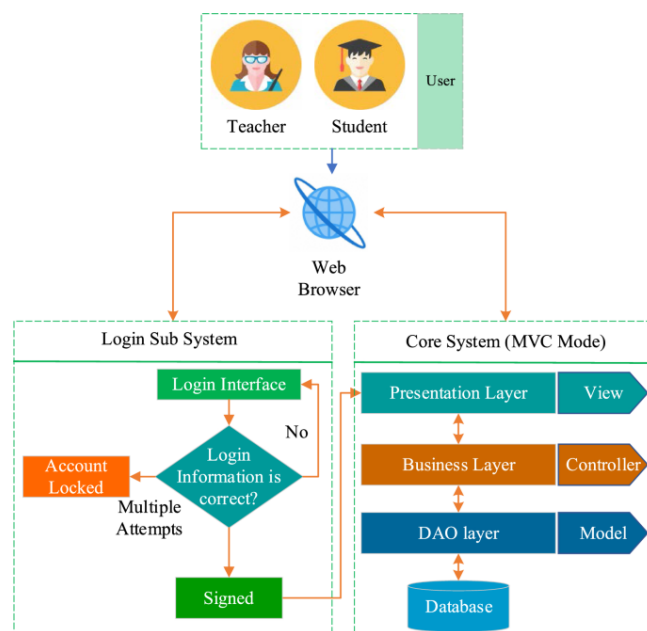 User
Teacher
Student
Web
Browser
Login Sub System
Login Interface
No
Login
Information is
correct?
Account
Locked
Multiple
Attempts
Signed
Core System (MVC Mode)
Presentation Layer
View
Business Layer
Controller
DAO layer
Model
Database